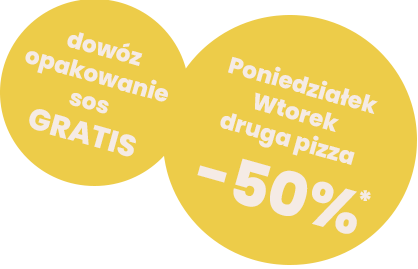 dowóz
opakowanie
sos
GRATIS
Poniedziałek
Wtorek
druga pizza
-50%*